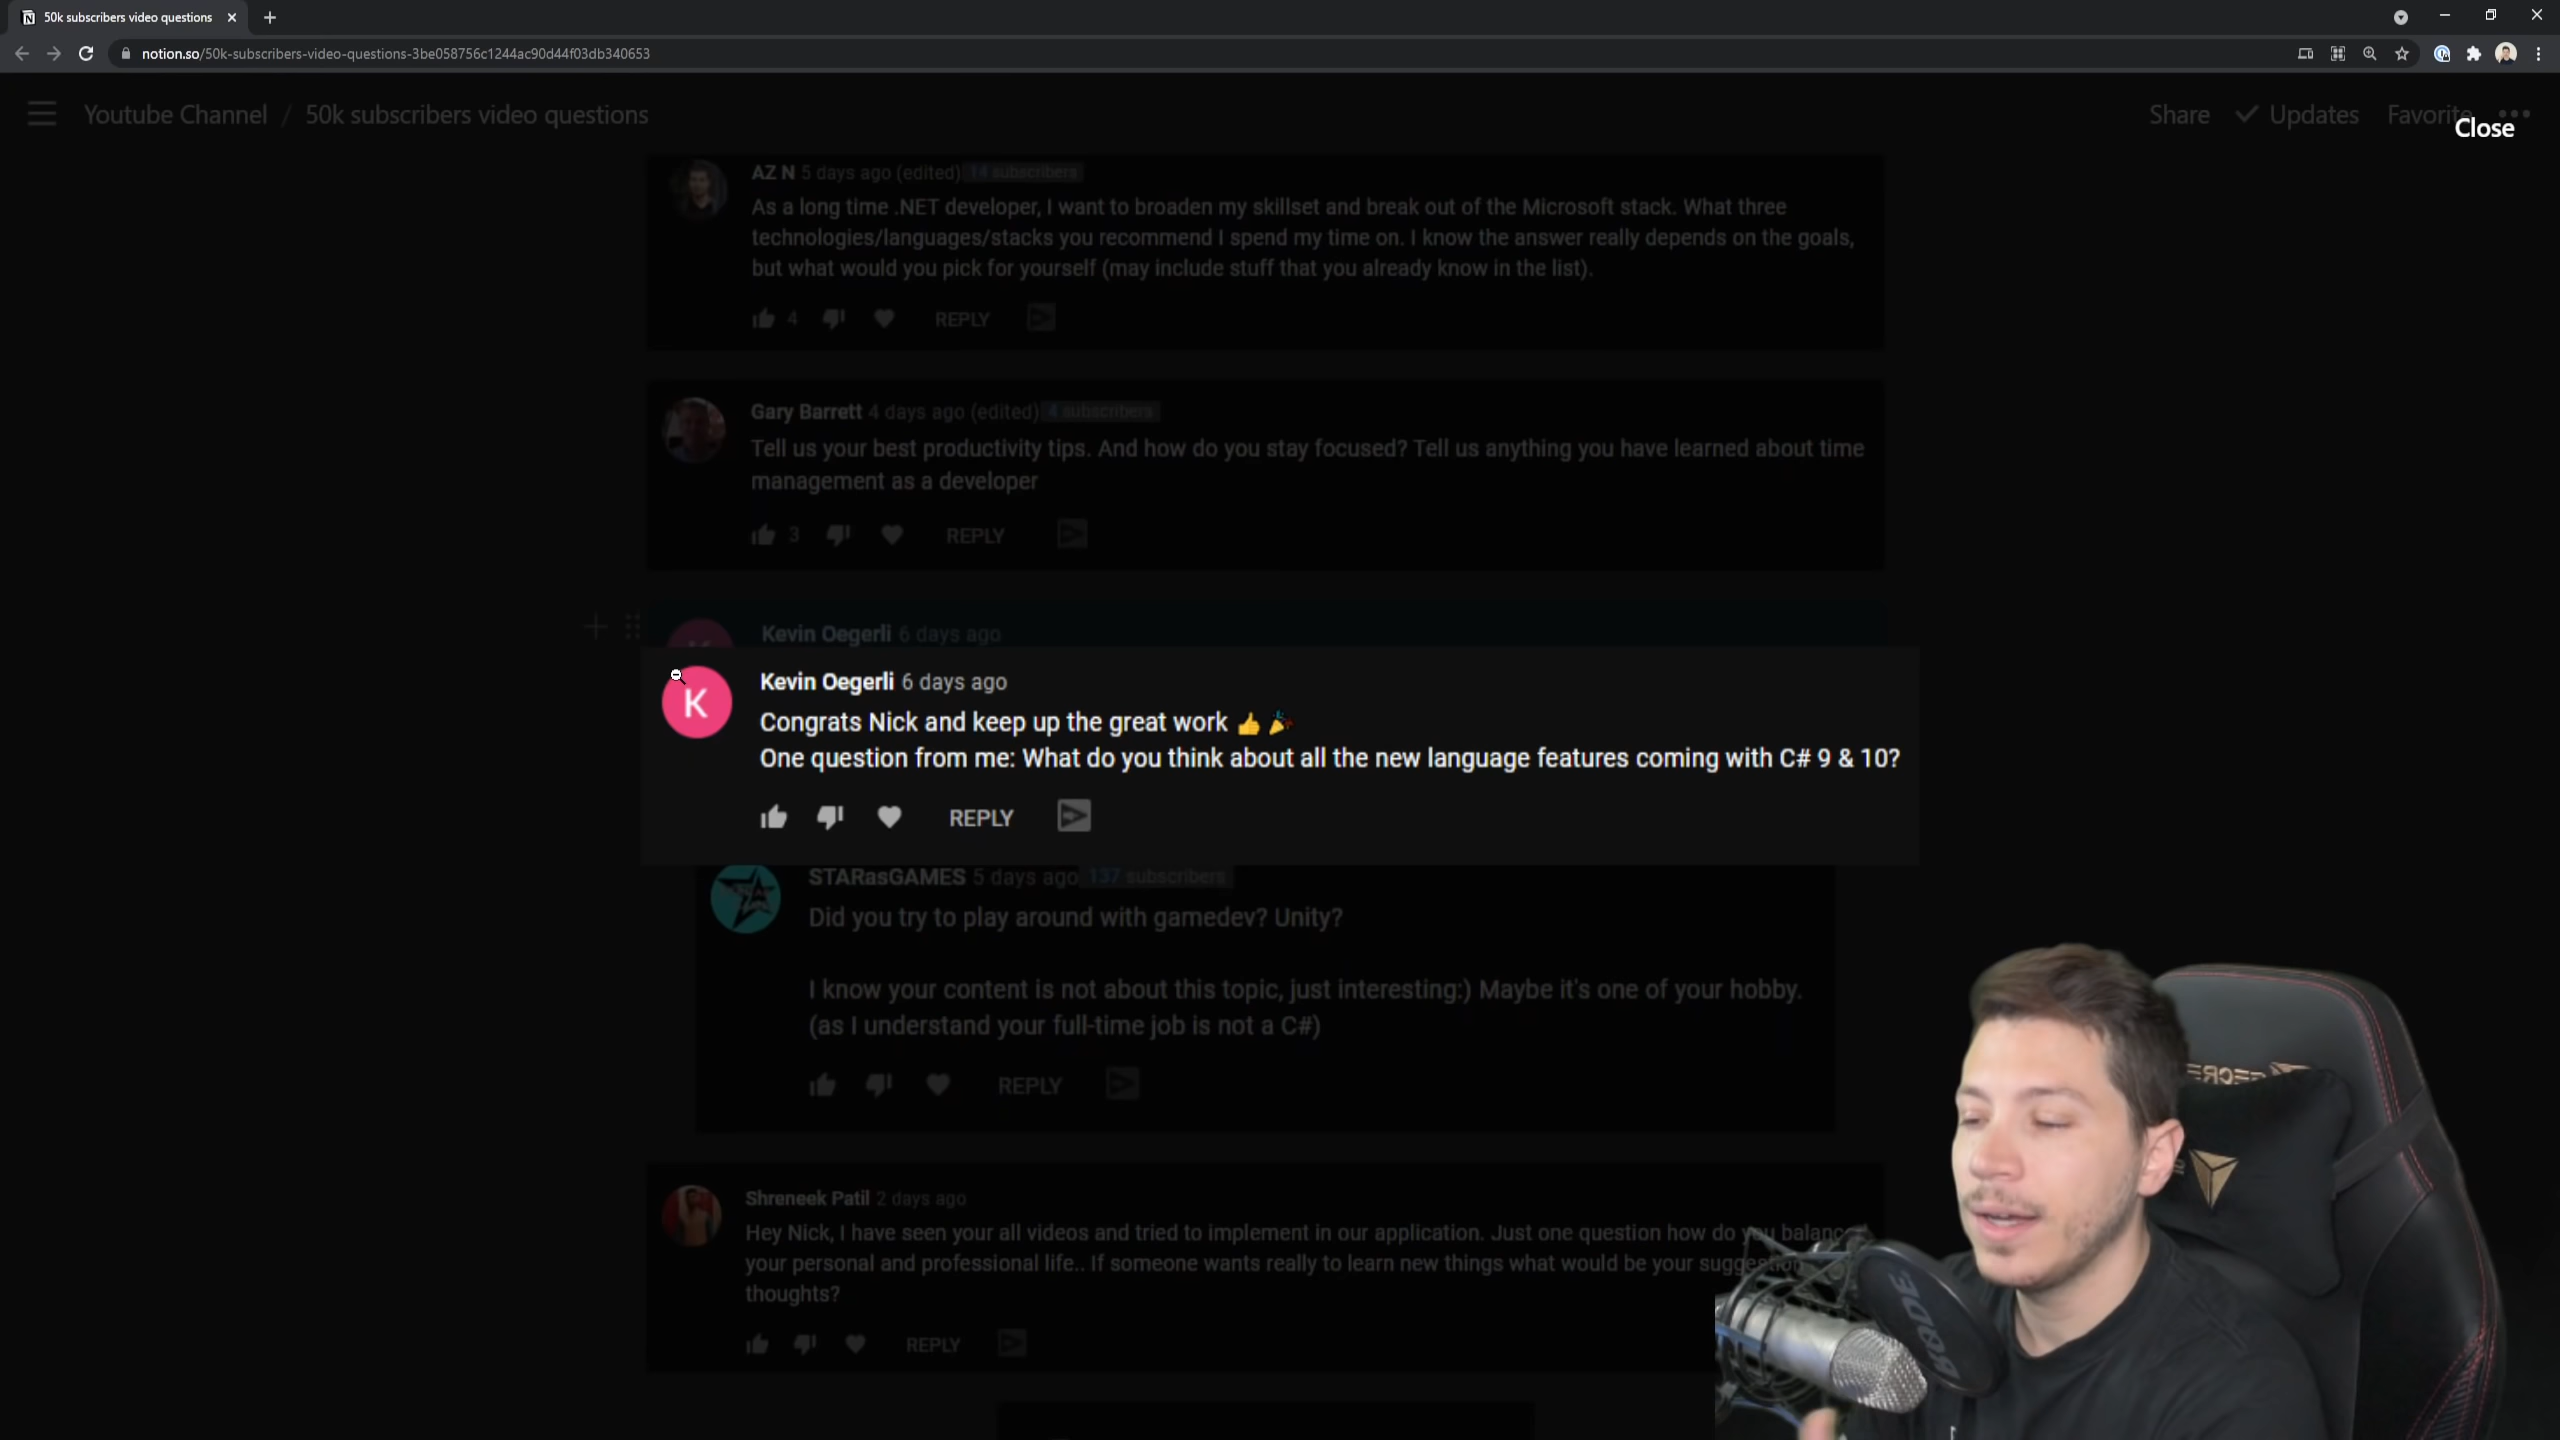 50k subscribers video questions
notion.so/50k-subscribers-video-questions-3be058756c1244ac90d44f03db340653
Youtube Channel / 50k subscribers video questions
Share ✓ Updates Favorite
Close
AZ N 5 days ago (edited) 14 subscribers
As a long time .NET developer, I want to broaden my skillset and break out of the Microsoft stack. What three
technologies/languages/stacks you recommend I spend my time on. I know the answer really depends on the goals,
but what would you pick for yourself (may include stuff that you already know in the list).
4 REPLY
Gary Barrett 4 days ago (edited) 4 subscribers
Tell us your best productivity tips. And how do you stay focused? Tell us anything you have learned about time
management as a developer
3 REPLY
Kevin Oegerli 6 days ago
K
Kevin Oegerli 6 days ago
Congrats Nick and keep up the great work 👍 🎉
One question from me: What do you think about all the new language features coming with C# 9 & 10?
REPLY
STARasGAMES 5 days ago 137 subscribers
Did you try to play around with gamedev? Unity?
I know your content is not about this topic, just interesting:) Maybe it's one of your hobby.
(as I understand your full-time job is not a C#)
REPLY
Shreneek Patil 2 days ago
Hey Nick, I have seen your all videos and tried to implement in our application. Just one question how do you balance
your personal and professional life.. If someone wants really to learn new things what would be your suggestion
thoughts?
REPLY
RODE